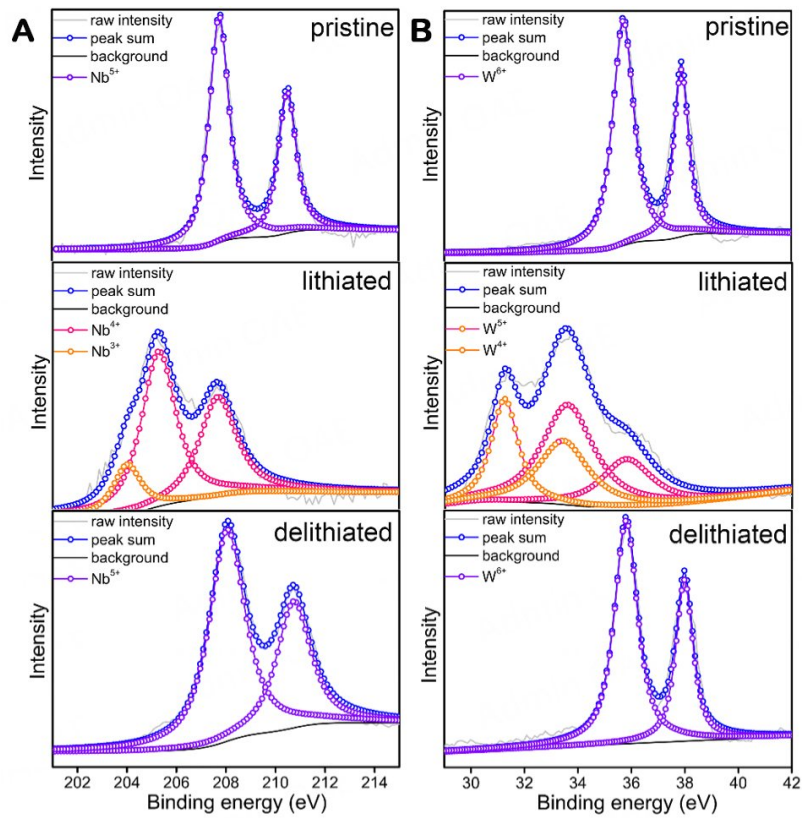 A
pristine
raw intensity
peak sum
background
Nb5+
Intensity
lithiated
raw intensity
peak sum
background
Nb4+
Nb3+
Intensity
delithiated
raw intensity
peak sum
background
Nb5+
Intensity
202 204 206 208 210 212 214
Binding energy (eV)
B
pristine
raw intensity
peak sum
background
W6+
Intensity
lithiated
raw intensity
peak sum
background
W5+
W4+
Intensity
delithiated
raw intensity
peak sum
background
W6+
Intensity
30 32 34 36 38 40 42
Binding energy (eV)